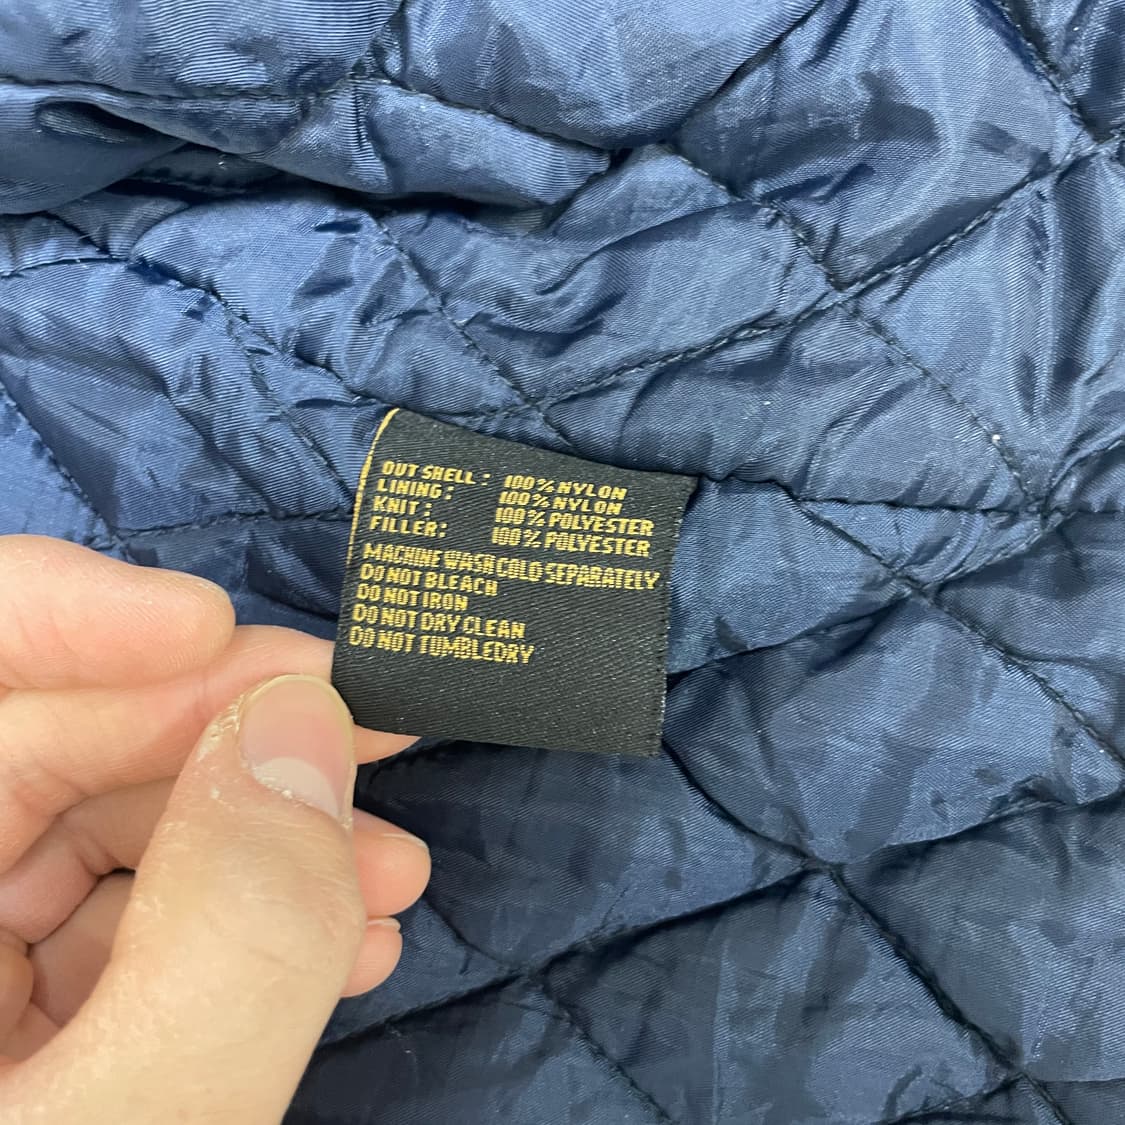 OUT SHELL: 100% NYLON
LINING: 100% NYLON
KNIT: 100% POLYESTER
FILLER: 100% POLYESTER
MACHINE WASH COLD SEPARATELY
DO NOT BLEACH
DO NOT IRON
DO NOT DRY CLEAN
DO NOT TUMBLEDRY